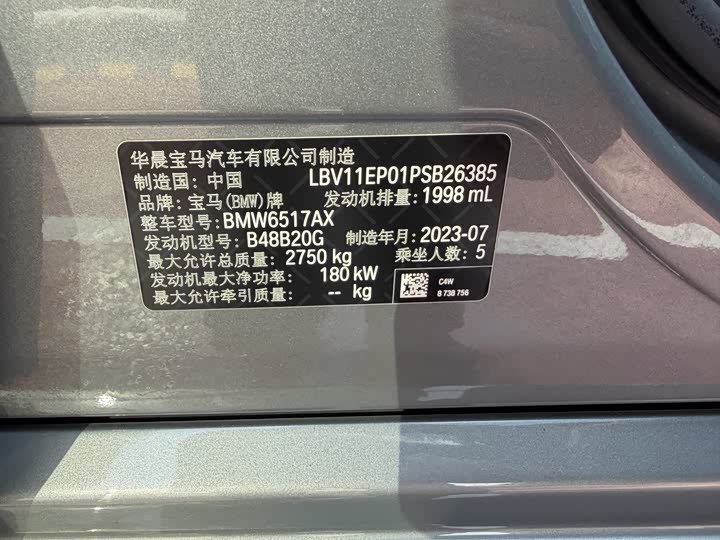 华晨宝马汽车有限公司制造
制造国: 中国 LBV11EP01PSB26385
品牌: 宝马(BMW)牌 发动机排量: 1998 mL
整车型号: BMW6517AX
发动机型号: B48B20G 制造年月: 2023-07
最大允许总质量: 2750 kg 乘坐人数: 5
发动机最大净功率: 180 kW
最大允许牵引质量: -- kg
C4W
8 738 756